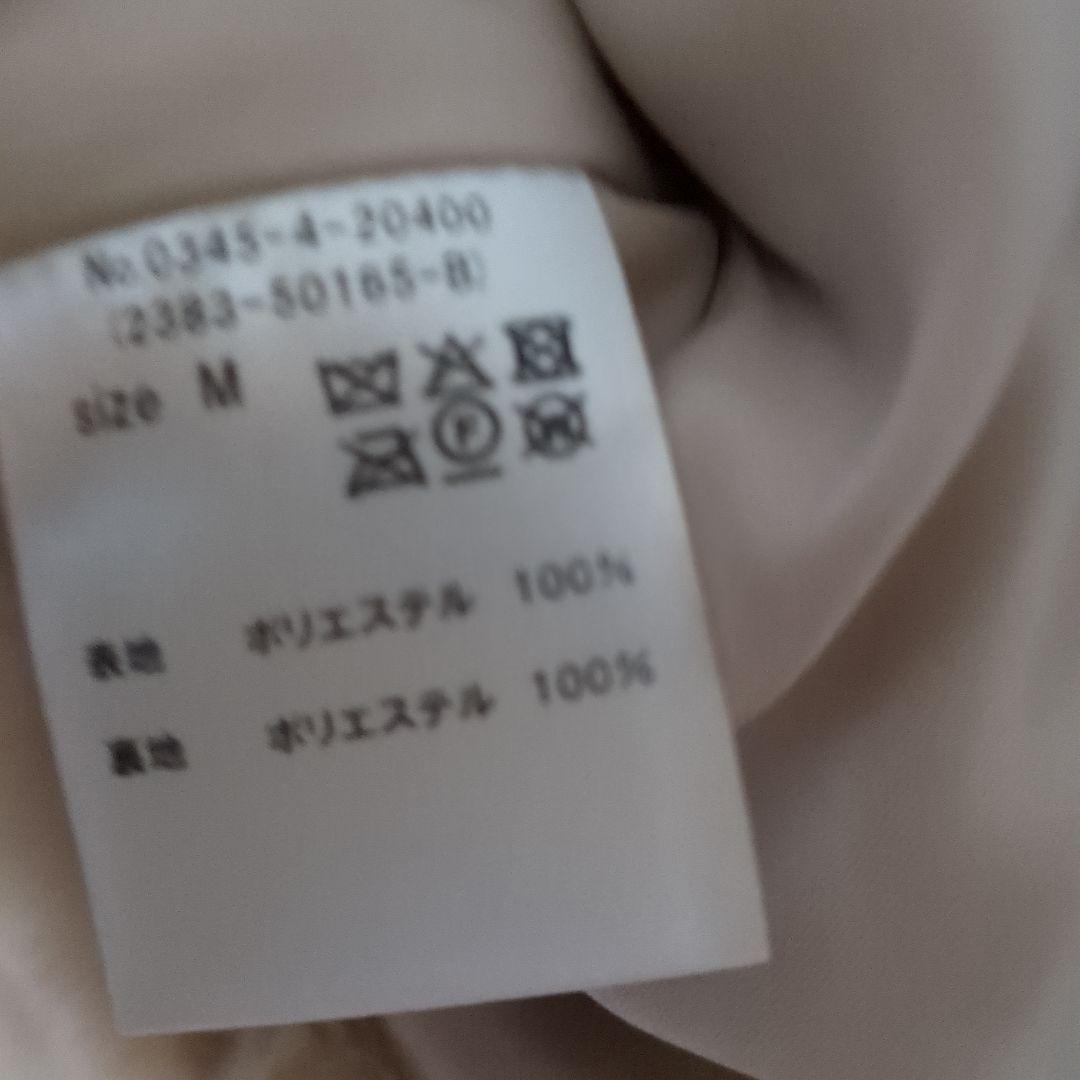 No.0345-4-20400
(2383-50165-B)
size M
表地 ポリエステル 100%
裏地 ポリエステル 100%